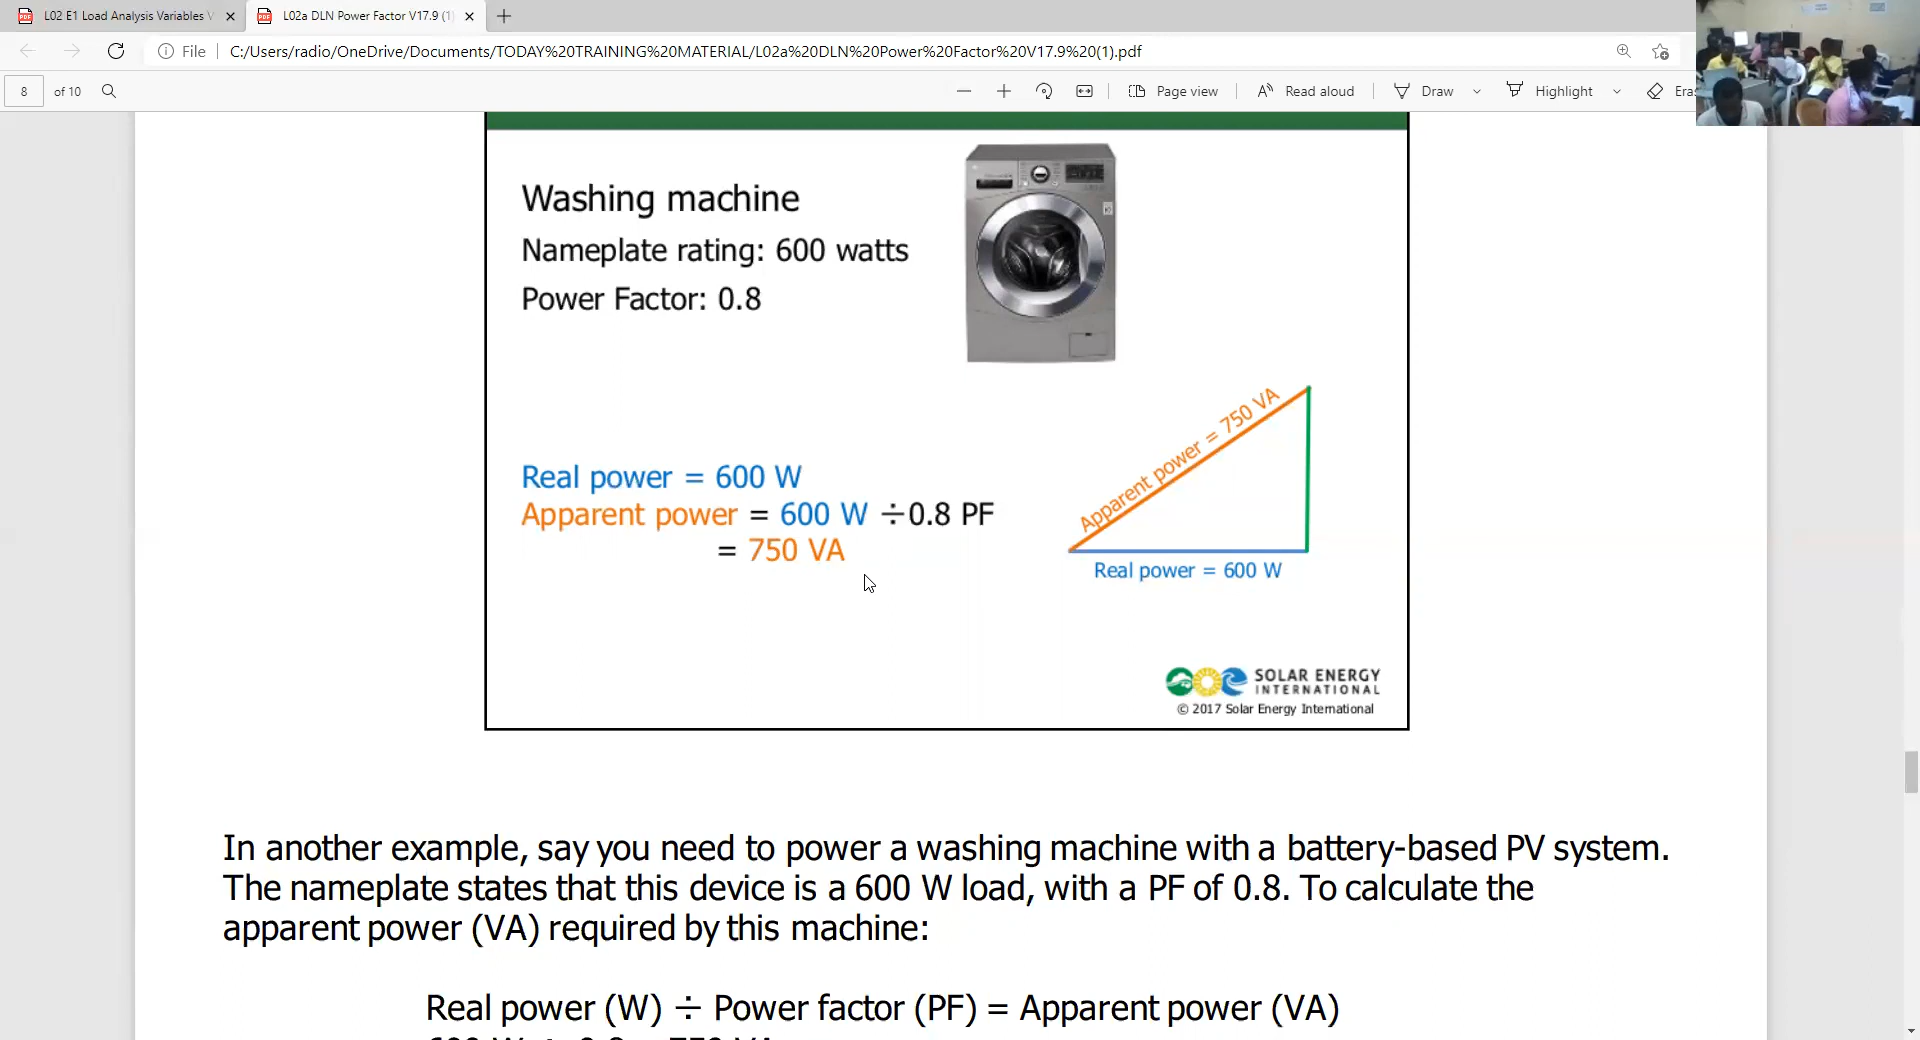 L02 E1 Load Analysis Variables V
L02a DLN Power Factor V17.9 (1)
File
C:/Users/radio/OneDrive/Documents/TODAY%20TRAINING%20MATERIAL/L02a%20DLN%20Power%20Factor%20V17.9%20(1).pdf
8 of 10
Page view
Read aloud
Draw
Highlight
Eras
Washing machine
Nameplate rating: 600 watts
Power Factor: 0.8
Real power = 600 W
Apparent power = 600 W ÷0.8 PF
= 750 VA
Apparent power = 750 VA
Real power = 600 W
SOLAR ENERGY
INTERNATIONAL
© 2017 Solar Energy International
In another example, say you need to power a washing machine with a battery-based PV system.
The nameplate states that this device is a 600 W load, with a PF of 0.8. To calculate the
apparent power (VA) required by this machine:
Real power (W) ÷ Power factor (PF) = Apparent power (VA)